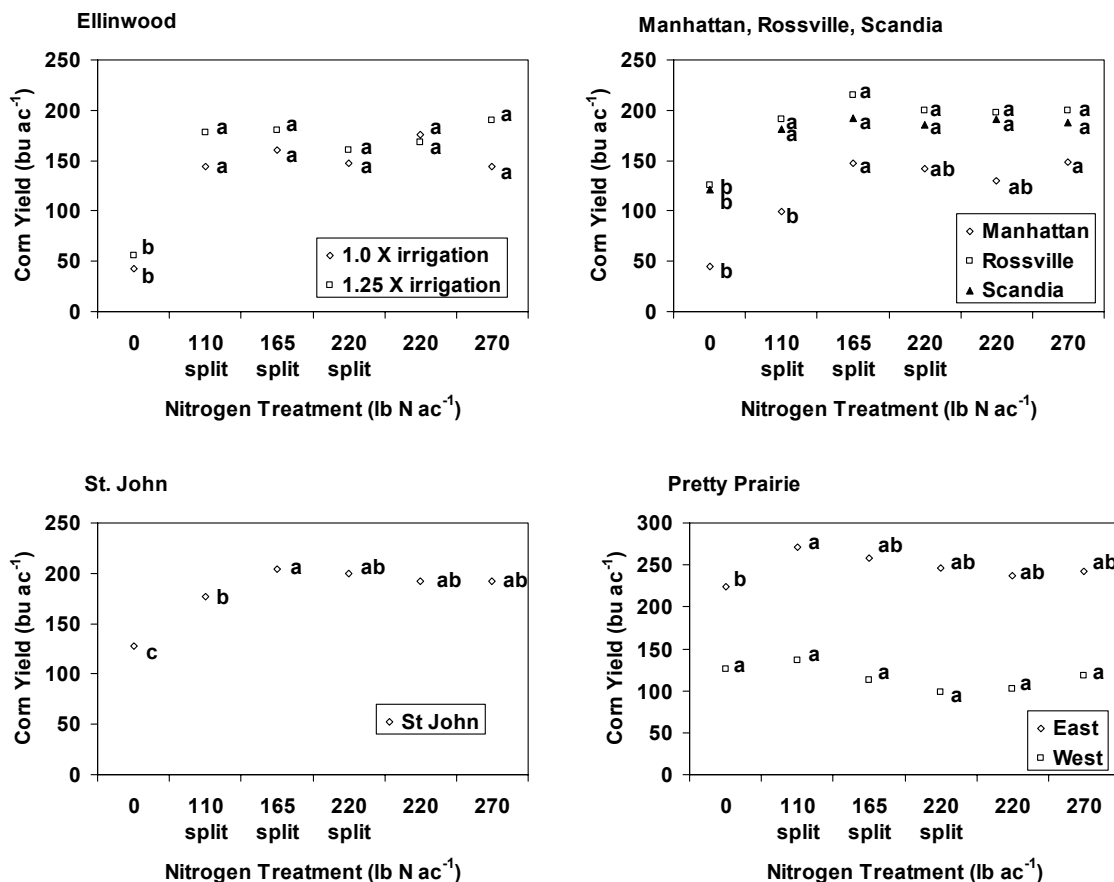 Ellinwood
250
200
150
100
50
0
Corn Yield (bu ac-1)
b
b
a
a
a
a
a
a
a
a
a
a
1.0 X irrigation
1.25 X irrigation
0 110 165 220 220 270
split split split
Nitrogen Treatment (lb N ac-1)
Manhattan, Rossville, Scandia
250
200
150
100
50
0
Corn Yield (bu ac-1)
b
b
b
a
a
b
a
a
a
a
a
ab
a
a
ab
a
a
a
Manhattan
Rossville
Scandia
0 110 165 220 220 270
split split split
Nitrogen Treatment (lb N ac-1)
St. John
250
200
150
100
50
0
Corn Yield (bu ac-1)
c
b
a
ab
ab
ab
St John
0 110 165 220 220 270
split split split
Nitrogen Treatment (lb N ac-1)
Pretty Prairie
300
250
200
150
100
50
0
Corn Yield (bu ac-1)
b
a
ab
ab
ab
ab
a
a
a
a
a
a
East
West
0 110 165 220 220 270
split split split
Nitrogen Treatment (lb N ac-1)